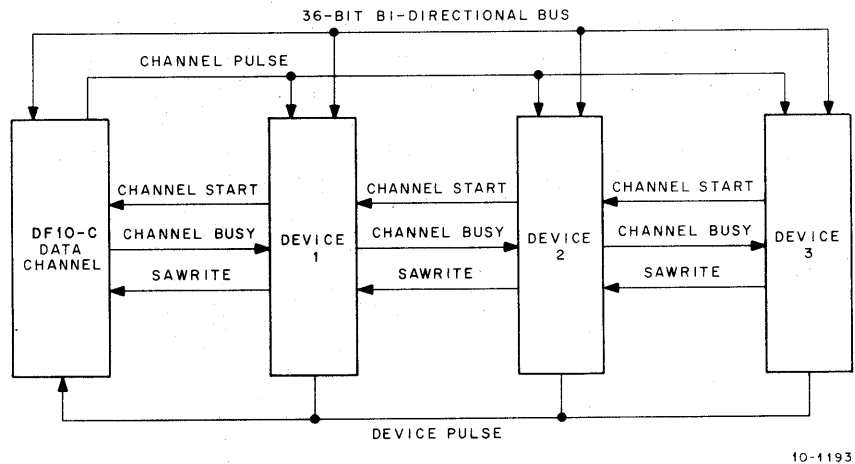 36-BIT BI-DIRECTIONAL BUS
CHANNEL PULSE
CHANNEL START
CHANNEL START
CHANNEL START
DF10-C
DATA
CHANNEL
CHANNEL BUSY
DEVICE
1
CHANNEL BUSY
DEVICE
2
CHANNEL BUSY
DEVICE
3
SAWRITE
SAWRITE
SAWRITE
DEVICE PULSE
10-1193